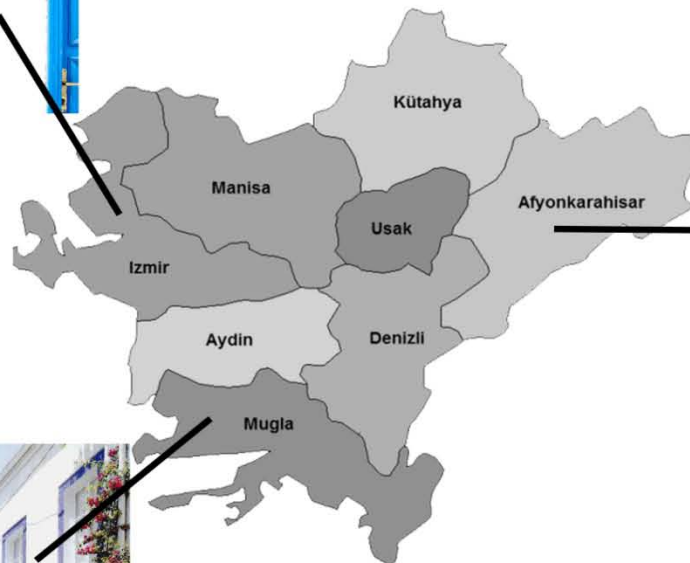 Kütahya
Manisa
Afyonkarahisar
Usak
Izmir
Aydin
Denizli
Mugla